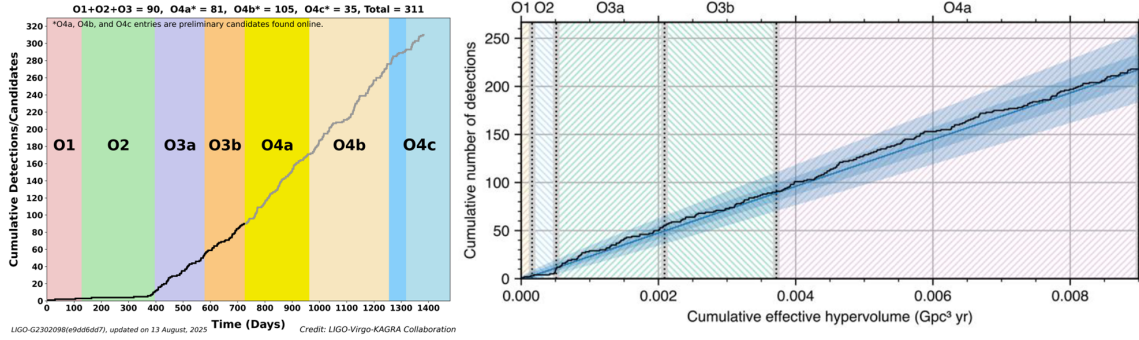 O1+O2+O3 = 90, O4a* = 81, O4b* = 105, O4c* = 35, Total = 311
*O4a, O4b, and O4c entries are preliminary candidates found online.
Cumulative Detections/Candidates
320
300
280
260
240
220
200
180
160
140
120
100
80
60
40
20
0
O1 O2 O3a O3b O4a O4b O4c
0 100 200 300 400 500 600 700 800 900 1000 1100 1200 1300 1400
Time (Days)
LIGO-G2302098(e9dd6dd7), updated on 13 August, 2025
Credit: LIGO-Virgo-KAGRA Collaboration
O1 O2 O3a O3b O4a
Cumulative number of detections
250
200
150
100
50
0
0.000 0.002 0.004 0.006 0.008
Cumulative effective hypervolume (Gpc³ yr)